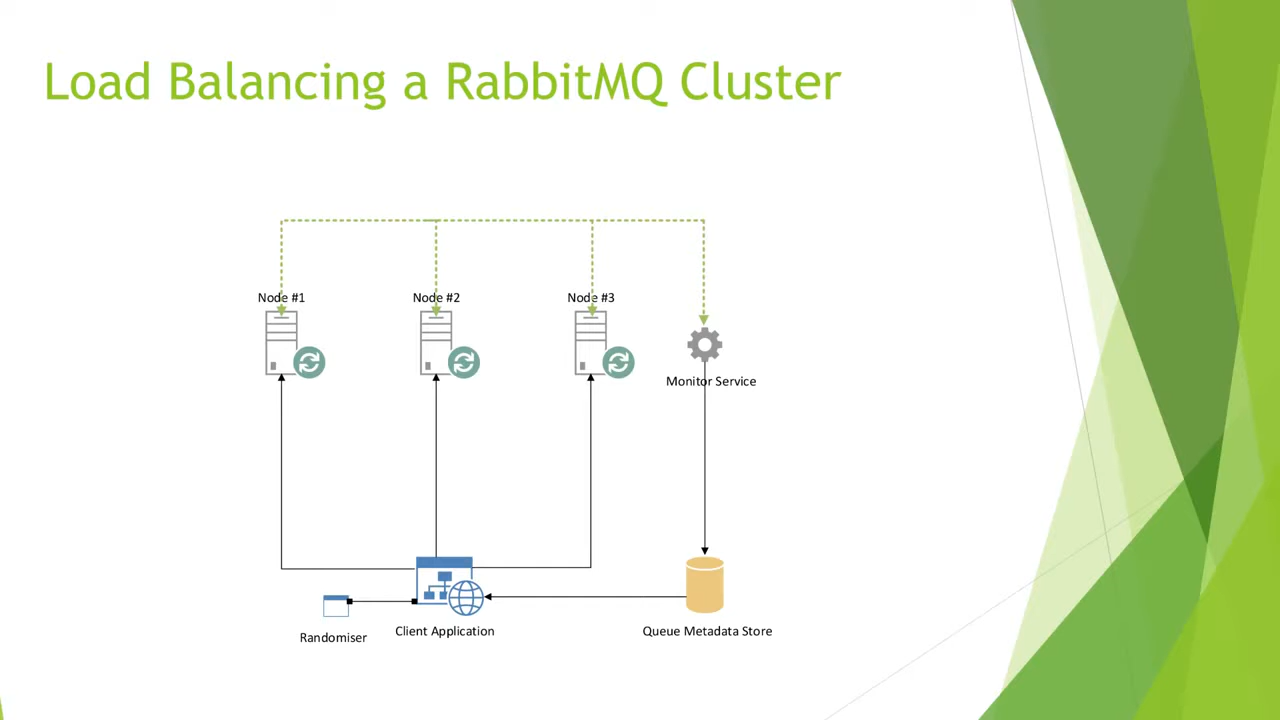 Load Balancing a RabbitMQ Cluster
Node #1
Node #2
Node #3
Monitor Service
Randomiser
Client Application
Queue Metadata Store